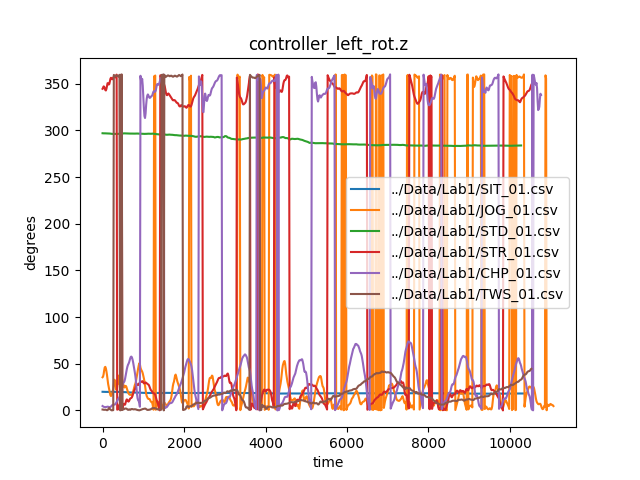 controller_left_rot.z
degrees
350
300
250
200
150
100
50
0
../Data/Lab1/SIT_01.csv
../Data/Lab1/JOG_01.csv
../Data/Lab1/STD_01.csv
../Data/Lab1/STR_01.csv
../Data/Lab1/CHP_01.csv
../Data/Lab1/TWS_01.csv
0 2000 4000 6000 8000 10000
time